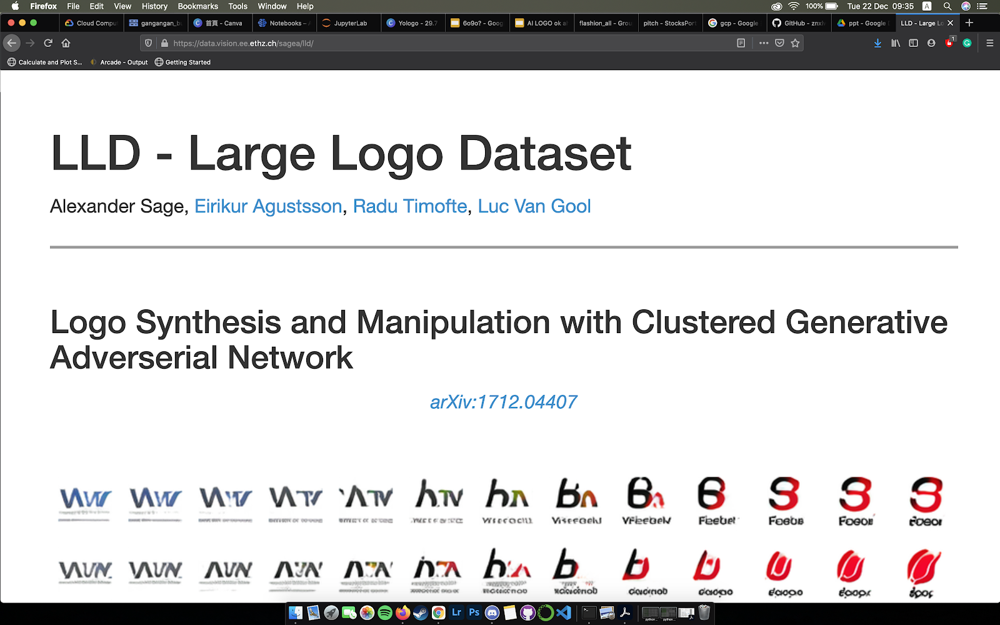 Firefox File Edit View History Bookmarks Tools Window Help 100% Tue 22 Dec 09:35 A
Cloud Compu gangangan_bu 首頁 - Canva Notebooks – A JupyterLab Yologo - 29.7 6o9o? - Goog AI LOGO ok al flashion_all - Grou pitch - StocksPort gcp - Google GitHub - znxlv ppt - Google LLD - Large Lo
https://data.vision.ee.ethz.ch/sagea/lld/ 1
Calculate and Plot S... Arcade - Output Getting Started
LLD - Large Logo Dataset
Alexander Sage, Eirikur Agustsson, Radu Timofte, Luc Van Gool
Logo Synthesis and Manipulation with Clustered Generative
Adverserial Network
arXiv:1712.04407
Lr Ps